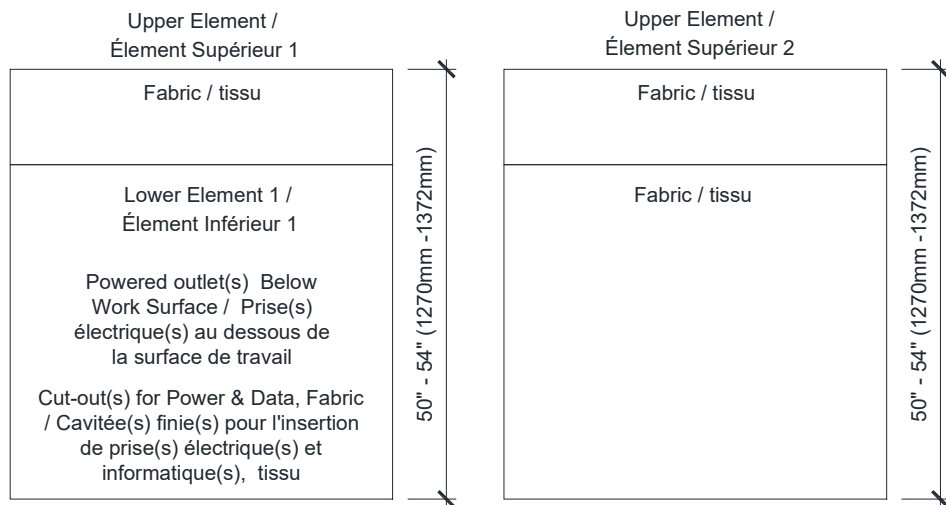 Upper Element /
Élement Supérieur 1
Fabric / tissu
Lower Element 1 /
Élement Inférieur 1
Powered outlet(s)  Below
Work Surface /  Prise(s)
électrique(s) au dessous de
la surface de travail
Cut-out(s) for Power & Data, Fabric
/ Cavitée(s) finie(s) pour l'insertion
de prise(s) électrique(s) et
informatique(s),  tissu
50" - 54" (1270mm -1372mm)
Upper Element /
Élement Supérieur 2
Fabric / tissu
Fabric / tissu
50" - 54" (1270mm -1372mm)